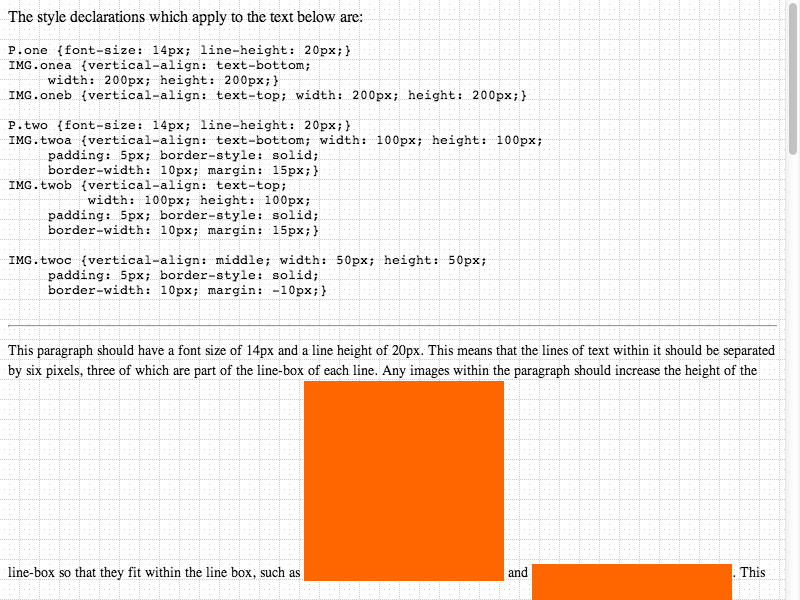 The style declarations which apply to the text below are:
P.one {font-size: 14px; line-height: 20px;}
IMG.onea {vertical-align: text-bottom;
width: 200px; height: 200px;}
IMG.oneb {vertical-align: text-top; width: 200px; height: 200px;}
P.two {font-size: 14px; line-height: 20px;}
IMG.twoa {vertical-align: text-bottom; width: 100px; height: 100px;
padding: 5px; border-style: solid;
border-width: 10px; margin: 15px;}
IMG.twob {vertical-align: text-top;
width: 100px; height: 100px;
padding: 5px; border-style: solid;
border-width: 10px; margin: 15px;}
IMG.twoc {vertical-align: middle; width: 50px; height: 50px;
padding: 5px; border-style: solid;
border-width: 10px; margin: -10px;}
This paragraph should have a font size of 14px and a line height of 20px. This means that the lines of text within it should be separated
by six pixels, three of which are part of the line-box of each line. Any images within the paragraph should increase the height of the
line-box so that they fit within the line box, such as and . This